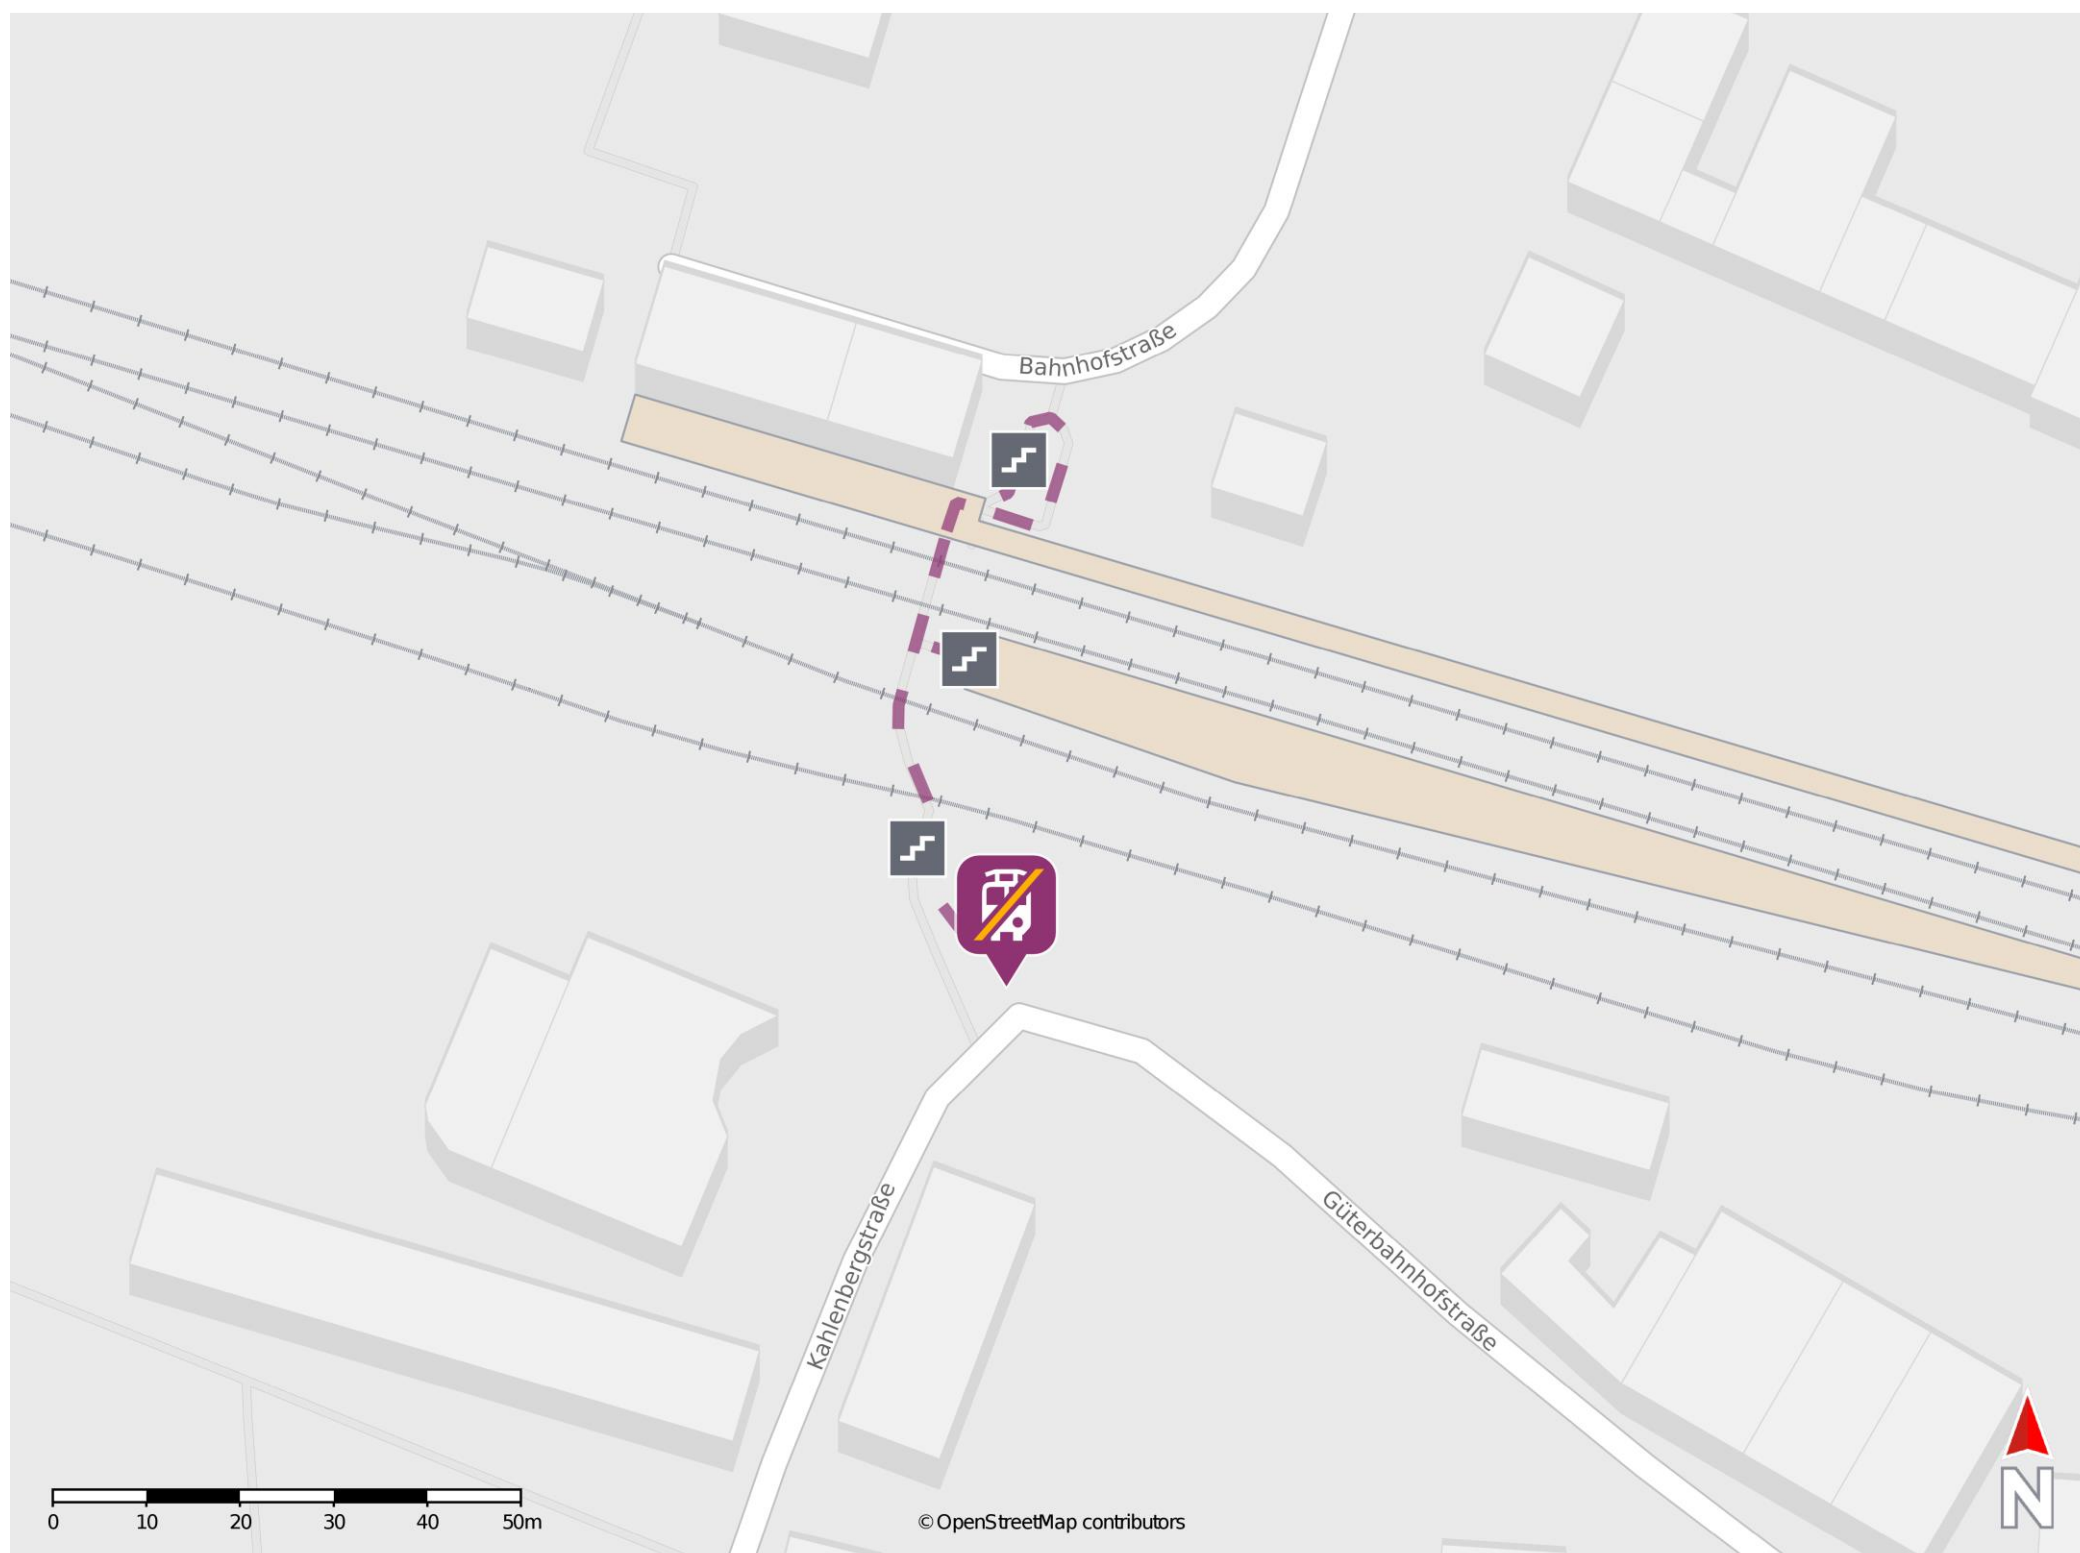 Bahnhofstraße
Kahlenbergstraße
Güterbahnhofstraße
N
0 10 20 30 40 50m
© OpenStreetMap contributors